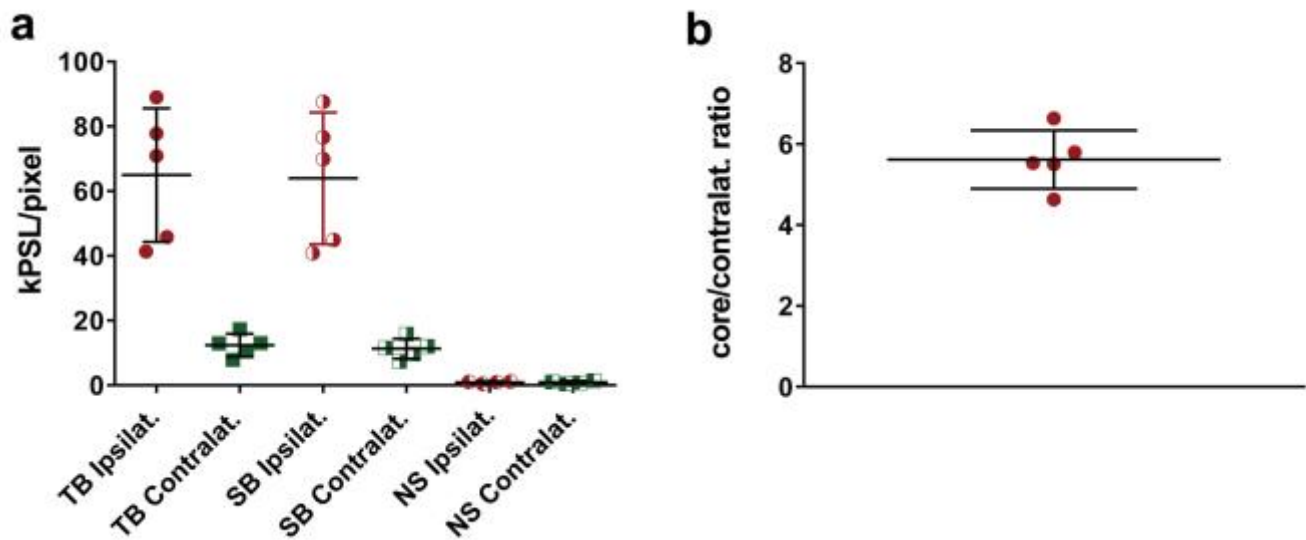 a
kPSL/pixel
100
80
60
40
20
0
TB Ipsilat.
TB Contralat.
SB Ipsilat.
SB Contralat.
NS Ipsilat.
NS Contralat.
b
core/contralat. ratio
8
6
4
2
0